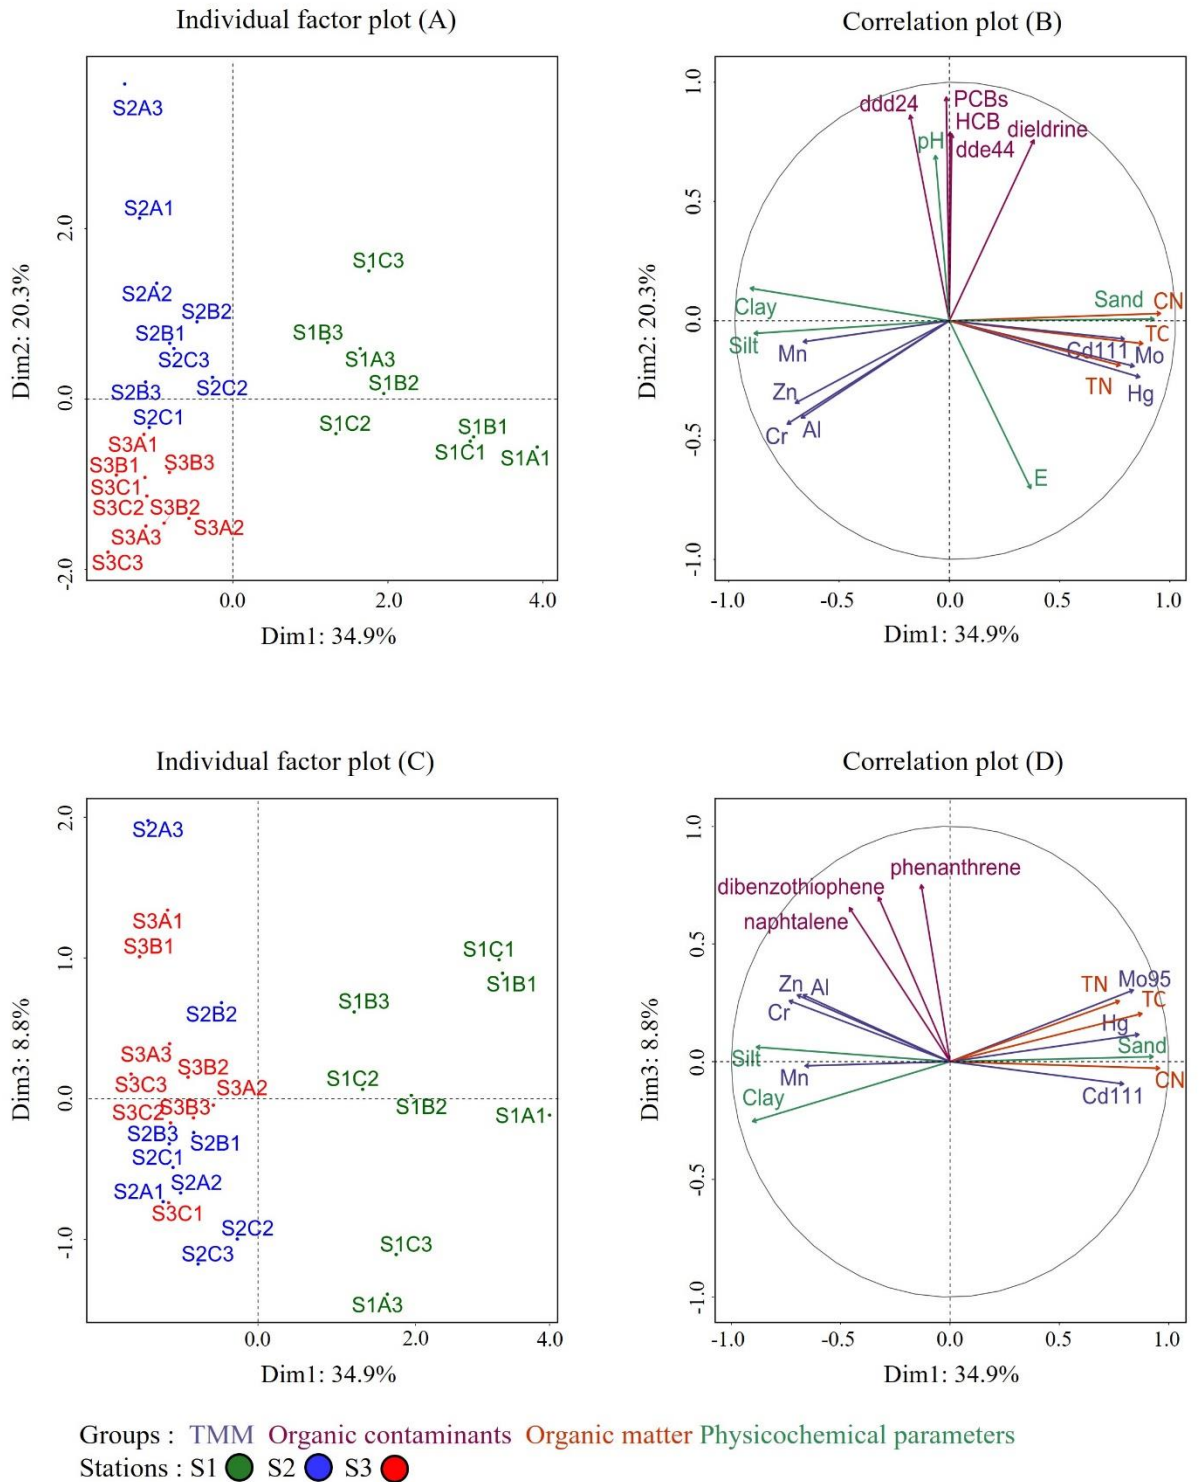 Individual factor plot (A)
S2A3
S2A1
S2A2
S2B2
S2B1
S2C3
S2B3
S2C2
S2C1
S1C3
S1B3
S1A3
S1B2
S1C2
S1B1
S1C1
S1A1
S3A1
S3B1
S3B3
S3C1
S3C2
S3B2
S3A2
S3A3
S3C3
2.0
0.0
-2.0
Dim2: 20.3%
0.0 2.0 4.0
Dim1: 34.9%
Correlation plot (B)
ddd24
PCBs
HCB
dieldrine
pH
dde44
Clay
Silt
Mn
Zn
Cr
Al
Sand
CN
TC
Cd111
Mo
TN
Hg
E
1.0
0.5
0.0
-0.5
-1.0
Dim2: 20.3%
-1.0 -0.5 0.0 0.5 1.0
Dim1: 34.9%
Individual factor plot (C)
S2A3
S3A1
S3B1
S2B2
S1C1
S1B1
S1B3
S3A3
S3B2
S3C3
S3A2
S1C2
S1B2
S1A1
S3C2
S3B3
S2B3
S2B1
S2C1
S2A1
S2A2
S3C1
S2C2
S2C3
S1C3
S1A3
2.0
1.0
0.0
-1.0
Dim3: 8.8%
0.0 2.0 4.0
Dim1: 34.9%
Correlation plot (D)
phenanthrene
dibenzothiophene
naphtalene
Zn
Al
Cr
Silt
Mn
Clay
TN
Mo95
TC
Hg
Sand
CN
Cd111
1.0
0.5
0.0
-0.5
-1.0
Dim3: 8.8%
-1.0 -0.5 0.0 0.5 1.0
Dim1: 34.9%
Groups : TMM Organic contaminants Organic matter Physicochemical parameters
Stations : S1 S2 S3